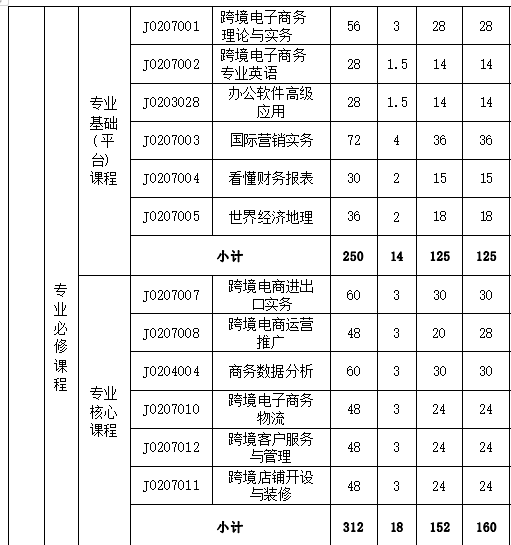 专业必修课程
专业
基础
(平
台)
课程
J0207001 跨境电子商务 56 3 28 28
理论与实务
J0207002 跨境电子商务 28 1.5 14 14
专业英语
J0203028 办公软件高级 28 1.5 14 14
应用
J0207003 国际营销实务 72 4 36 36
J0207004 看懂财务报表 30 2 15 15
J0207005 世界经济地理 36 2 18 18
小计 250 14 125 125
专业
核心
课程
J0207007 跨境电商进出 60 3 30 30
口实务
J0207008 跨境电商运营 48 3 20 28
推广
J0204004 商务数据分析 60 3 30 30
J0207010 跨境电子商务 48 3 24 24
物流
J0207012 跨境客户服务 48 3 24 24
与管理
J0207011 跨境店铺开设 48 3 24 24
与装修
小计 312 18 152 160